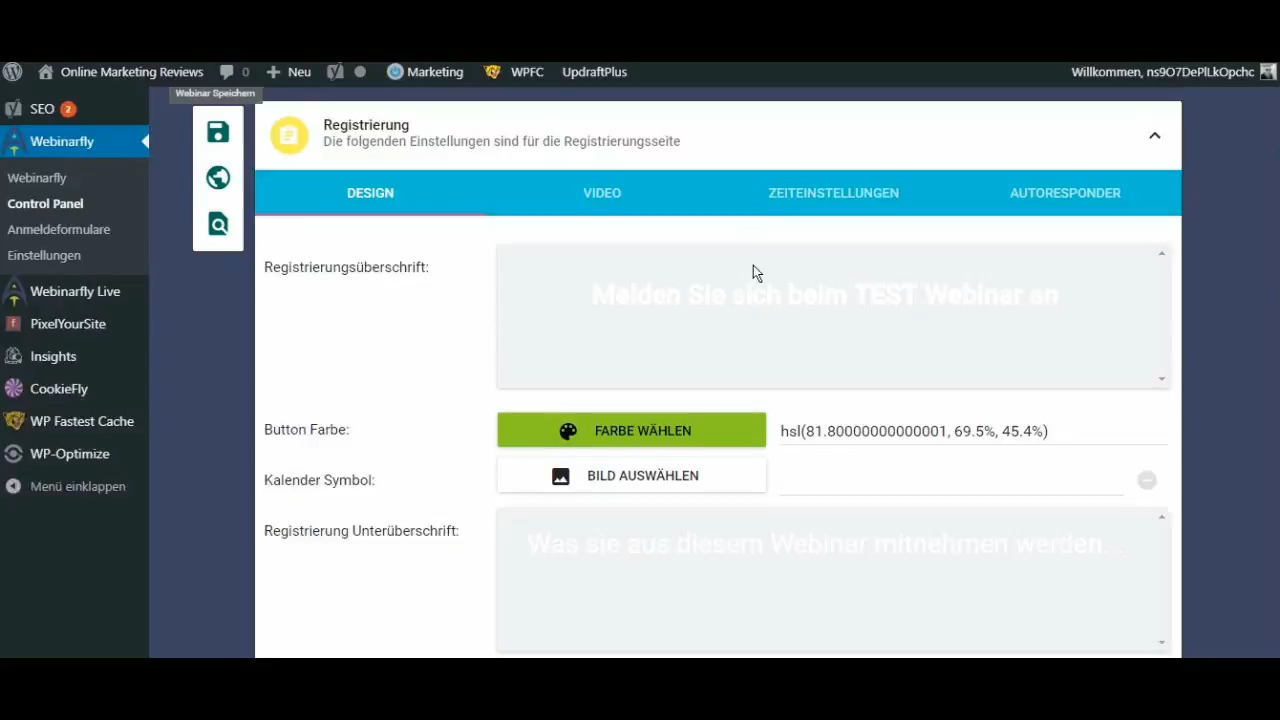 Online Marketing Reviews
0
Neu
Marketing
WPFC
UpdraftPlus
Willkommen, ns9O7DePlLkOpchc
Webinar Speichern
SEO 2
Webinarfly
Webinarfly
Control Panel
Anmeldeformulare
Einstellungen
Webinarfly Live
PixelYourSite
Insights
CookieFly
WP Fastest Cache
WP-Optimize
Menü einklappen
Registrierung
Die folgenden Einstellungen sind für die Registrierungsseite
DESIGN
VIDEO
ZEITEINSTELLUNGEN
AUTORESPONDER
Registrierungsüberschrift:
Melden Sie sich beim TEST Webinar an
Button Farbe:
FARBE WÄHLEN
hsl(81.80000000000001, 69.5%, 45.4%)
Kalender Symbol:
BILD AUSWÄHLEN
Registrierung Unterüberschrift:
Was sie aus diesem Webinar mitnehmen werden...